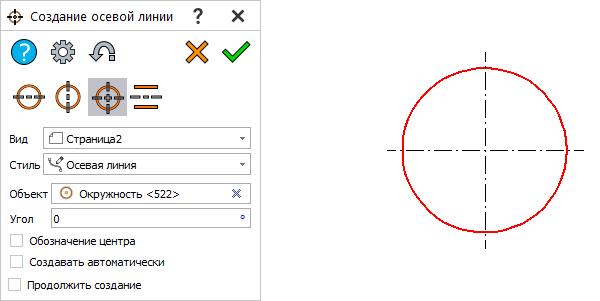 Создание осевой линии ?
?
Вид Страница2
Стиль Осевая линия
Объект Окружность <522>
Угол 0 °
Обозначение центра
Создавать автоматически
Продолжить создание